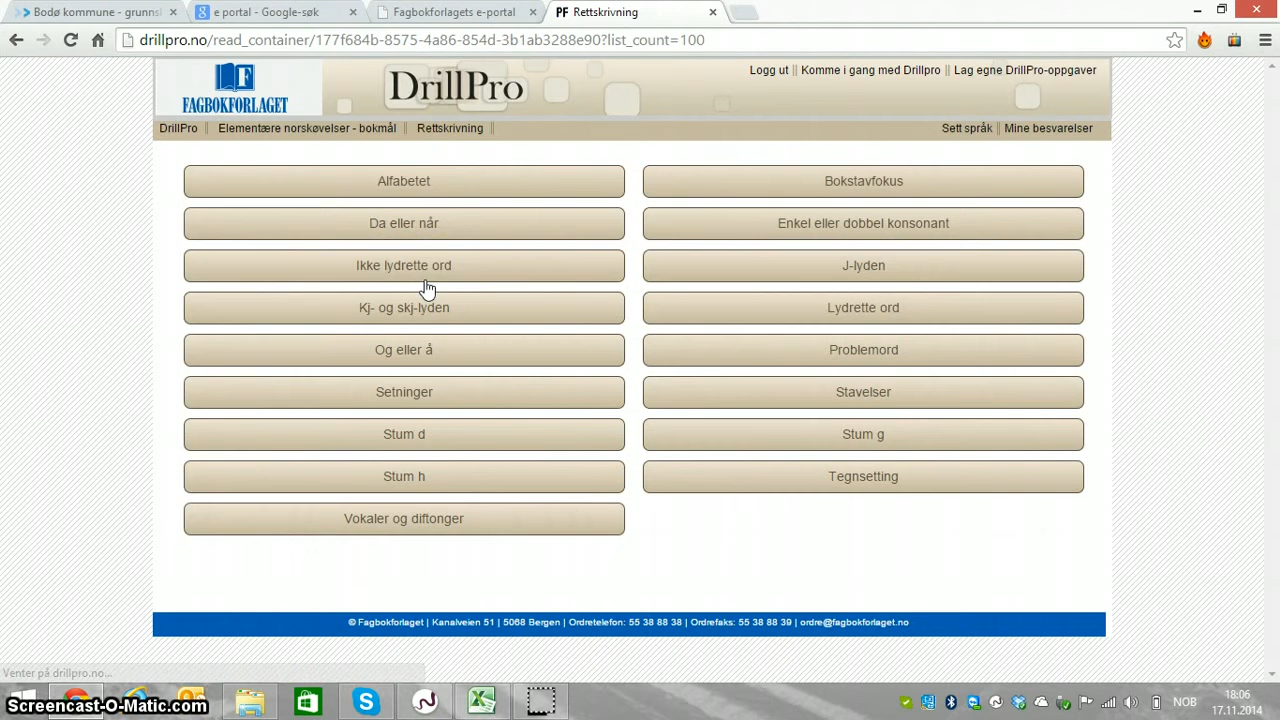 Bodø kommune - grunnsl
e portal - Google-søk
Fagbokforlagets e-portal
PF Rettskrivning
drillpro.no/read_container/177f684b-8575-4a86-854d-3b1ab3288e90?list_count=100
F
FAGBOKFORLAGET
DrillPro
Logg ut || Komme i gang med Drillpro || Lag egne DrillPro-oppgaver
DrillPro || Elementære norskøvelser - bokmål || Rettskrivning ||
Sett språk || Mine besvarelser
Alfabetet
Bokstavfokus
Da eller når
Enkel eller dobbel konsonant
Ikke lydrette ord
J-lyden
Kj- og skj-lyden
Lydrette ord
Og eller å
Problemord
Setninger
Stavelser
Stum d
Stum g
Stum h
Tegnsetting
Vokaler og diftonger
© Fagbokforlaget | Kanalveien 51 | 5068 Bergen | Ordretelefon: 55 38 88 38 | Ordrefaks: 55 38 88 39 | ordre@fagbokforlaget.no
Venter på drillpro.no...
Screencast-O-Matic.com
NOB
18:06
17.11.2014